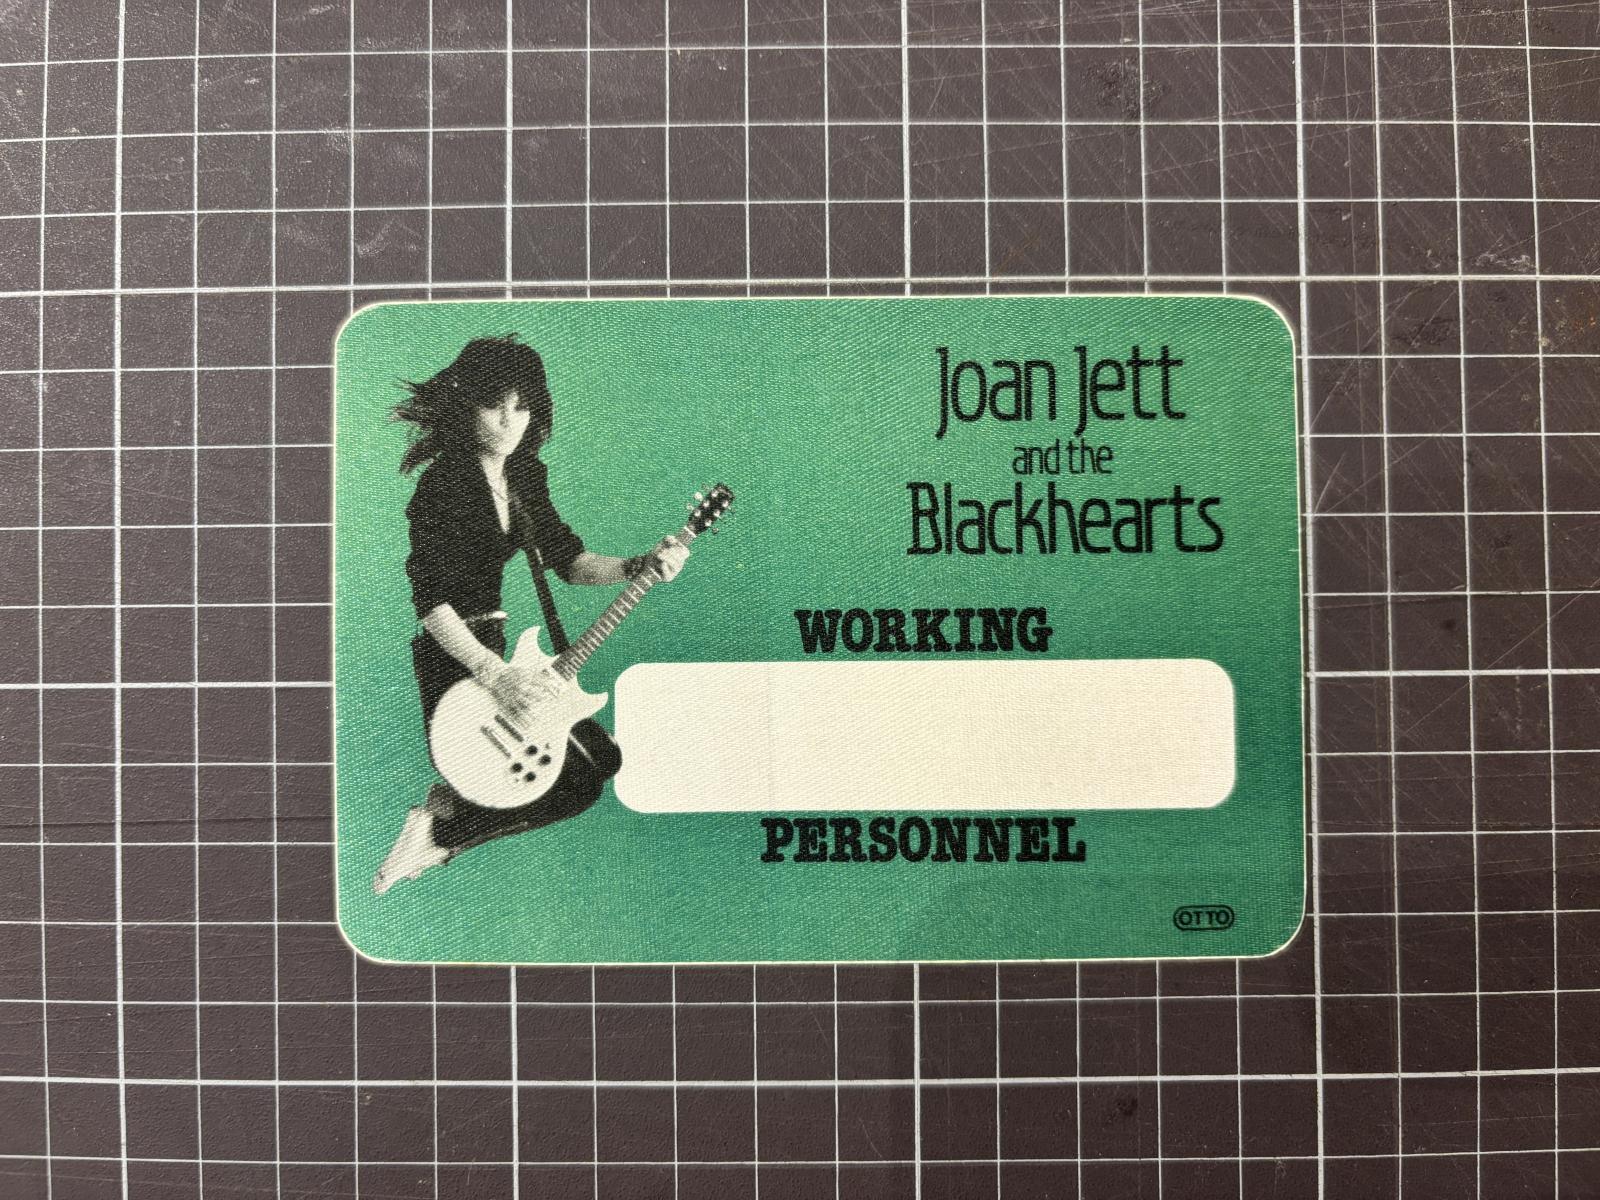 Joan Jett
and the
Blackhearts
WORKING
PERSONNEL
OTTO